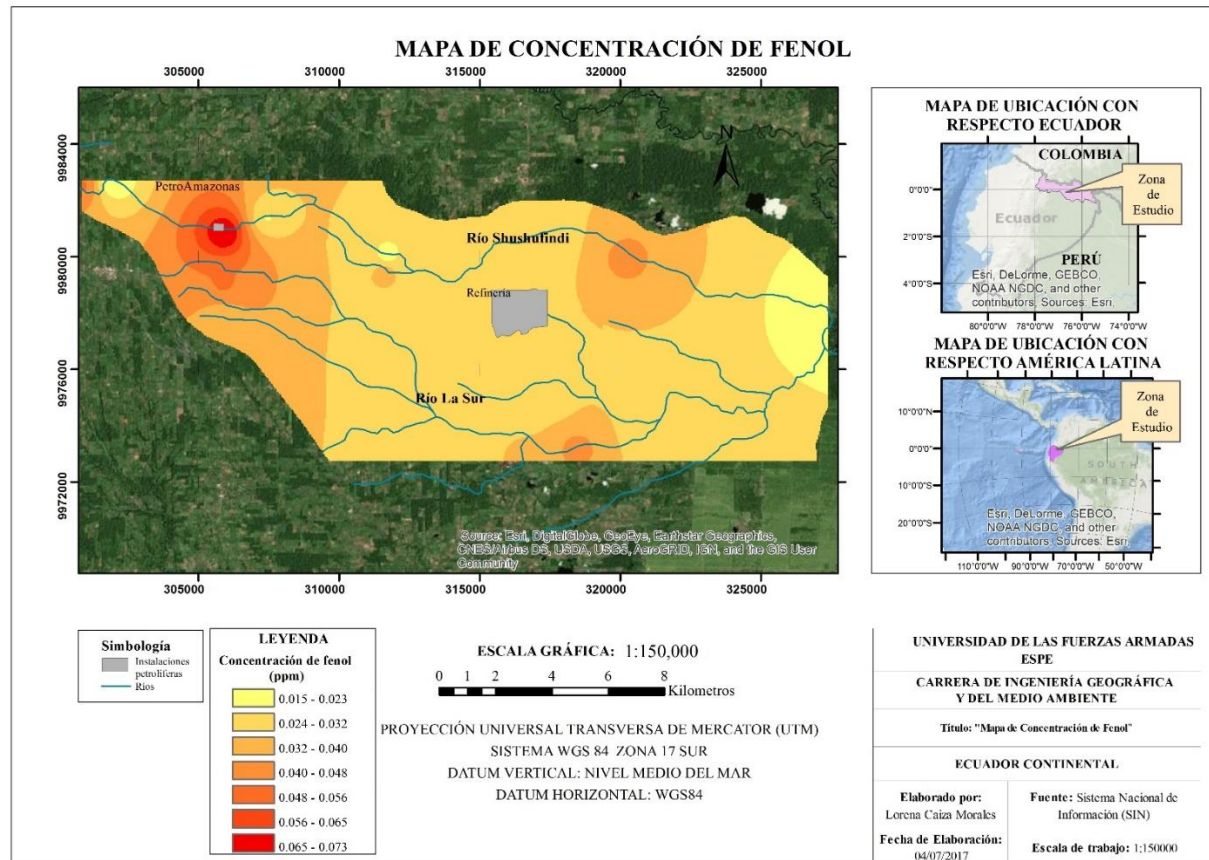 MAPA DE CONCENTRACIÓN DE FENOL
305000 310000 315000 320000 325000
9984000
9980000
9976000
9972000
N
PetroAmazonas
Río Shushufindi
Refinería
Río La Sur
Source: Esri, DigitalGlobe, GeoEye, Earthstar Geographics,
CNES/Airbus DS, USDA, USGS, AeroGRID, IGN, and the GIS User
Community
305000 310000 315000 320000 325000
MAPA DE UBICACIÓN CON
RESPECTO ECUADOR
COLOMBIA
Zona
de
Estudio
Ecuador
PERÚ
Esri, DeLorme, GEBCO,
NOAA NGDC, and other
contributors, Sources: Esri,
0°0'0"
2°0'0"S
4°0'0"S
80°0'0"W 78°0'0"W 76°0'0"W 74°0'0"W
MAPA DE UBICACIÓN CON
RESPECTO AMÉRICA LATINA
Zona
de
Estudio
SOUTH
AMERICA
Esri, DeLorme, GEBCO,
NOAA NGDC, and other
contributors, Sources: Esri,
10°0'0"N
0°0'0"S
10°0'0"S
20°0'0"S
110°0'0"W 90°0'0"W 70°0'0"W 50°0'0"W
Simbología
Instalaciones
petrolíferas
Ríos
LEYENDA
Concentración de fenol
(ppm)
0.015 - 0.023
0.024 - 0.032
0.032 - 0.040
0.040 - 0.048
0.048 - 0.056
0.056 - 0.065
0.065 - 0.073
ESCALA GRÁFICA: 1:150,000
0 1 2 4 6 8
Kilometros
PROYECCIÓN UNIVERSAL TRANSVERSA DE MERCATOR (UTM)
SISTEMA WGS 84 ZONA 17 SUR
DATUM VERTICAL: NIVEL MEDIO DEL MAR
DATUM HORIZONTAL: WGS84
UNIVERSIDAD DE LAS FUERZAS ARMADAS
ESPE
CARRERA DE INGENIERÍA GEOGRÁFICA
Y DEL MEDIO AMBIENTE
Título: "Mapa de Concentración de Fenol"
ECUADOR CONTINENTAL
Elaborado por:
Lorena Caiza Morales
Fecha de Elaboración:
04/07/2017
Fuente: Sistema Nacional de
Información (SIN)
Escala de trabajo: 1:150000